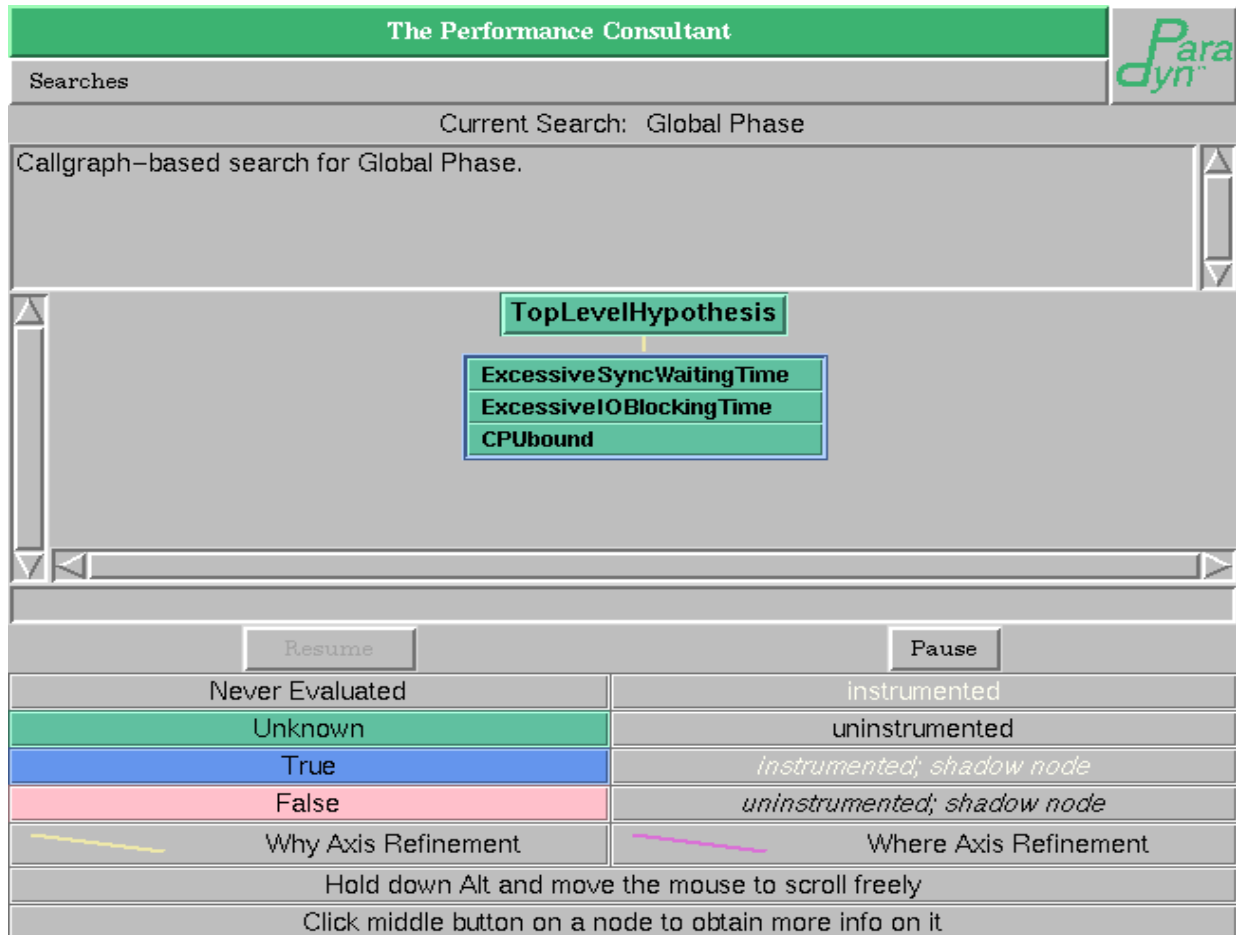 The Performance Consultant
Para
dyn™
Searches
Current Search: Global Phase
Callgraph–based search for Global Phase.
TopLevelHypothesis
ExcessiveSyncWaitingTime
ExcessiveIOBlockingTime
CPUbound
Resume
Pause
Never Evaluated
instrumented
Unknown
uninstrumented
True
instrumented; shadow node
False
uninstrumented; shadow node
Why Axis Refinement
Where Axis Refinement
Hold down Alt and move the mouse to scroll freely
Click middle button on a node to obtain more info on it